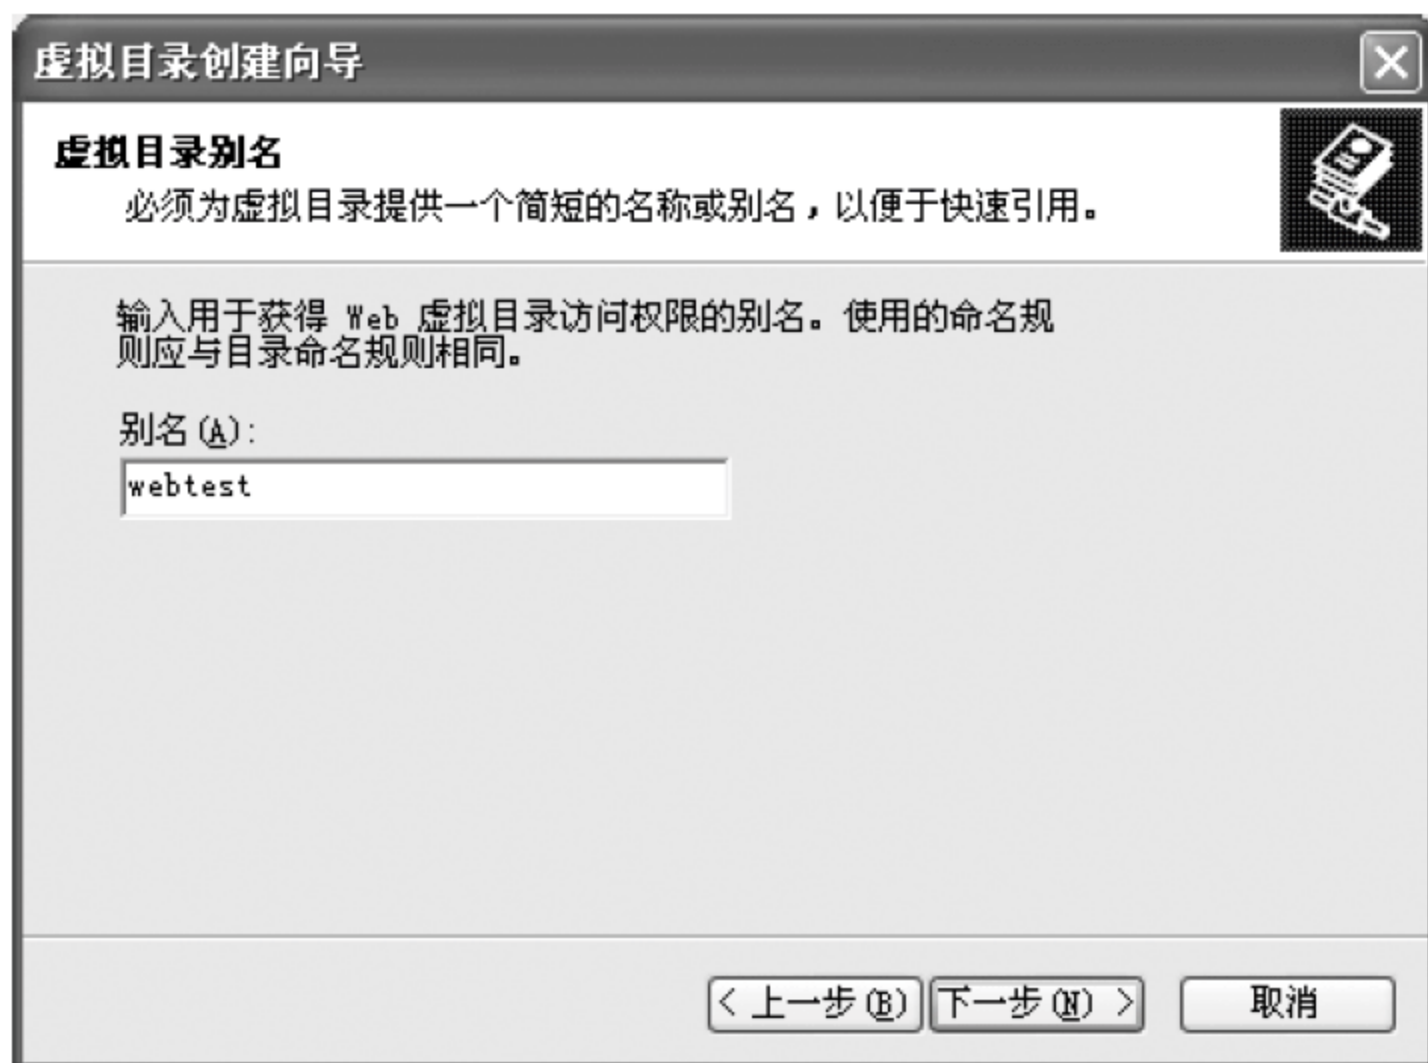 虚拟目录创建向导
虚拟目录别名
必须为虚拟目录提供一个简短的名称或别名，以便于快速引用。
输入用于获得 Web 虚拟目录访问权限的别名。使用的命名规
则应与目录命名规则相同。
别名(A):
webtest
< 上一步(B) 下一步(N) > 取消